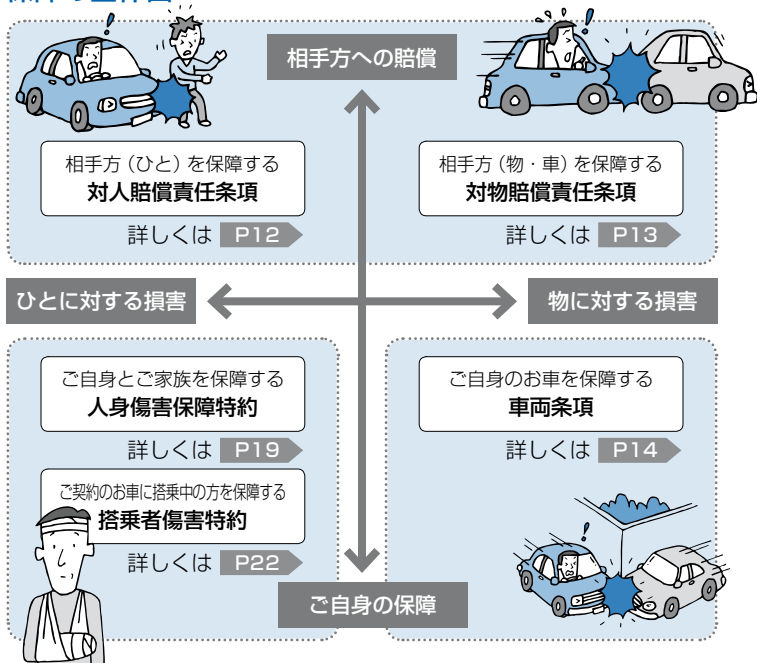 相手方への賠償
相手方（ひと）を保障する
対人賠償責任条項
詳しくは P12
相手方（物・車）を保障する
対物賠償責任条項
詳しくは P13
ひとに対する損害
物に対する損害
ご自身とご家族を保障する
人身傷害保障特約
詳しくは P19
ご契約のお車に搭乗中の方を保障する
搭乗者傷害特約
詳しくは P22
ご自身のお車を保障する
車両条項
詳しくは P14
ご自身の保障